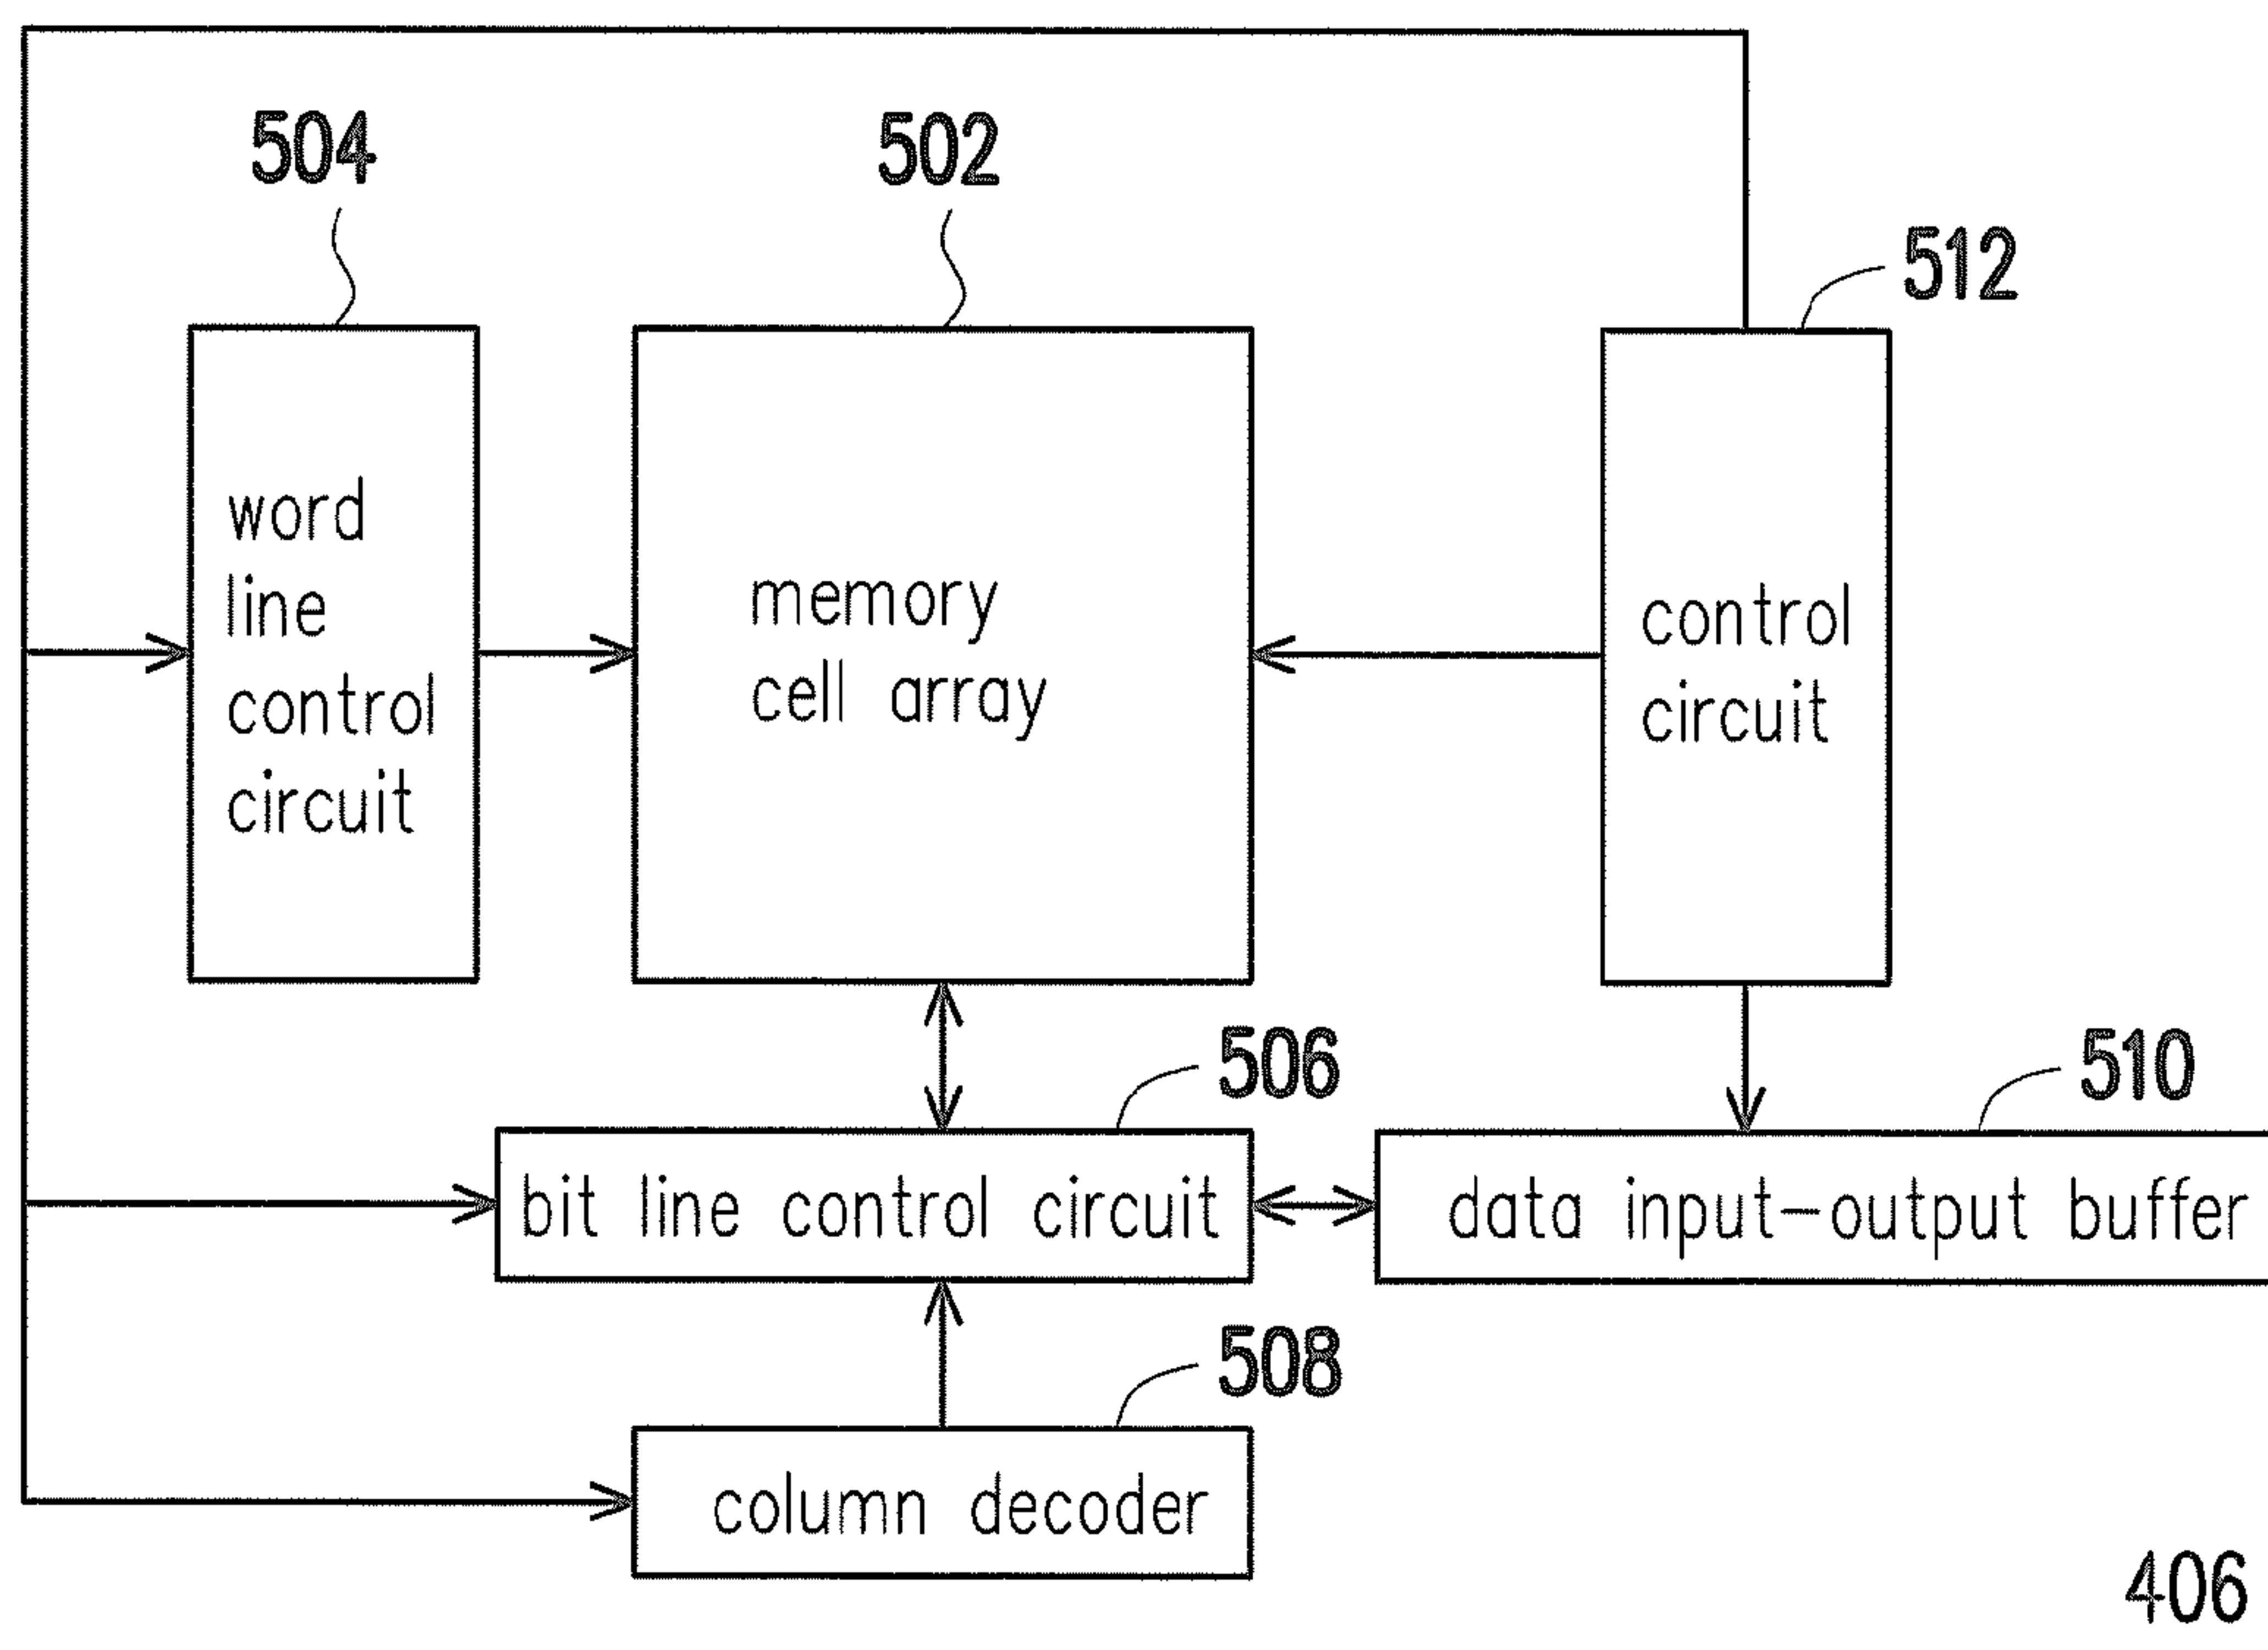 504
502
512
word
line
control
circuit
memory
cell array
control
circuit
506
510
bit line control circuit
data input-output buffer
508
column decoder
406